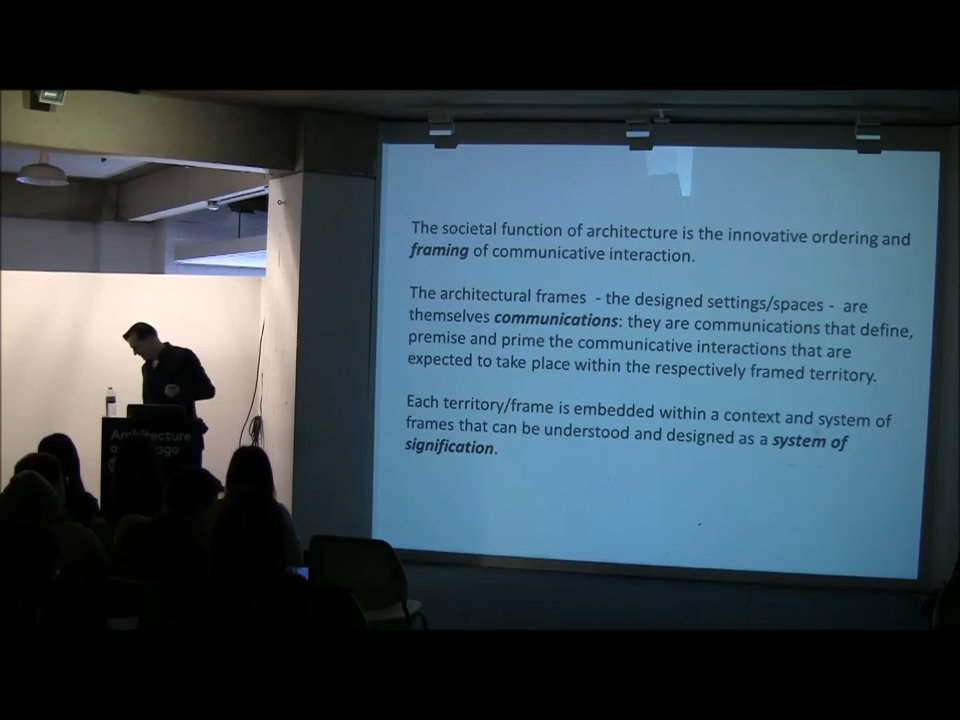 The societal function of architecture is the innovative ordering and
framing of communicative interaction.
The architectural frames - the designed settings/spaces - are
themselves communications: they are communications that define,
premise and prime the communicative interactions that are
expected to take place within the respectively framed territory.
Each territory/frame is embedded within a context and system of
frames that can be understood and designed as a system of
signification.
Architecture